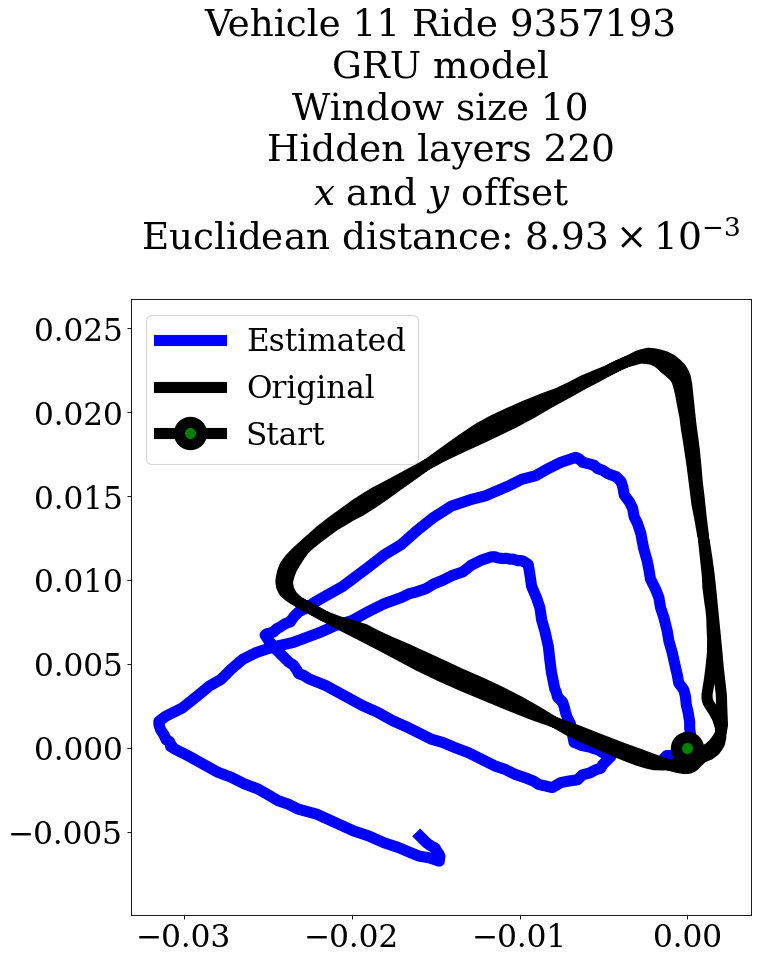 Vehicle 11 Ride 9357193
GRU model
Window size 10
Hidden layers 220
x and y offset
Euclidean distance: 8.93 × 10⁻³
Estimated
Original
Start
0.025
0.020
0.015
0.010
0.005
0.000
−0.005
−0.03 −0.02 −0.01 0.00